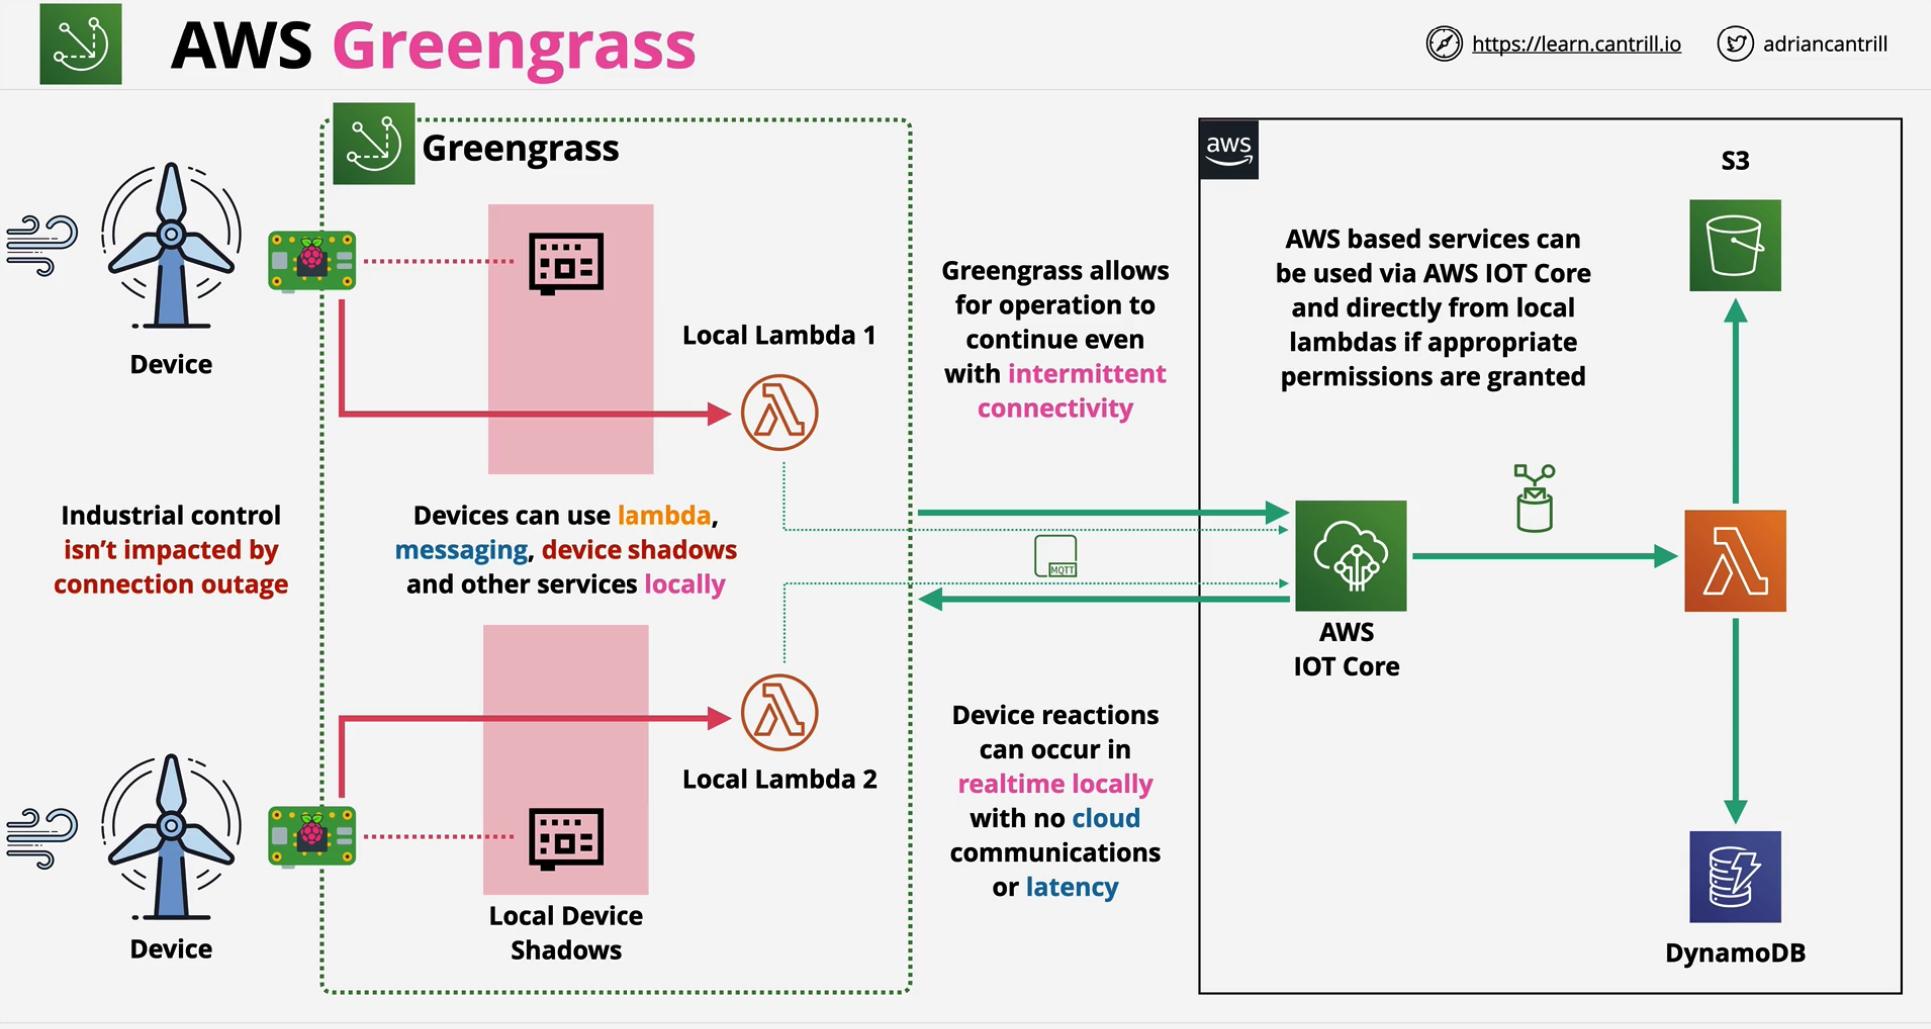 AWS Greengrass
https://learn.cantrill.io
adriancantrill
Greengrass
Device
Local Lambda 1
Industrial control
isn't impacted by
connection outage
Devices can use lambda,
messaging, device shadows
and other services locally
Local Lambda 2
Local Device
Shadows
Device
Greengrass allows
for operation to
continue even
with intermittent
connectivity
MQTT
Device reactions
can occur in
realtime locally
with no cloud
communications
or latency
aws
AWS based services can
be used via AWS IOT Core
and directly from local
lambdas if appropriate
permissions are granted
S3
AWS
IOT Core
DynamoDB